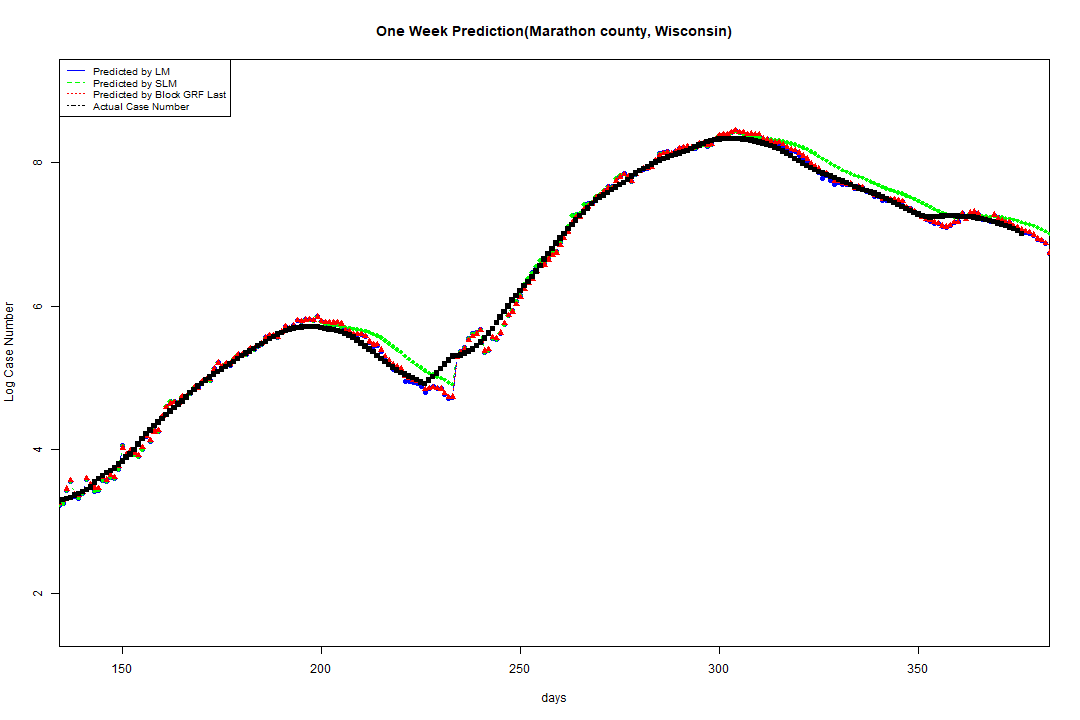 One Week Prediction(Marathon county, Wisconsin)
Predicted by LM
Predicted by SLM
Predicted by Block GRF Last
Actual Case Number
Log Case Number
8
6
4
2
150 200 250 300 350
days